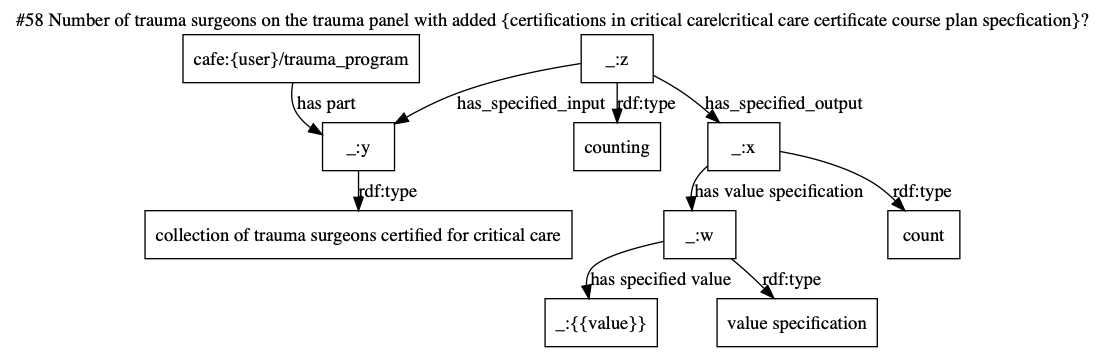 #58 Number of trauma surgeons on the trauma panel with added {certifications in critical care|critical care certificate course plan specfication}?
cafe:{user}/trauma_program
_:z
has part
has_specified_input
rdf:type
has_specified_output
_:y
counting
_:x
rdf:type
has value specification
rdf:type
collection of trauma surgeons certified for critical care
_:w
count
has specified value
rdf:type
_:{{value}}
value specification